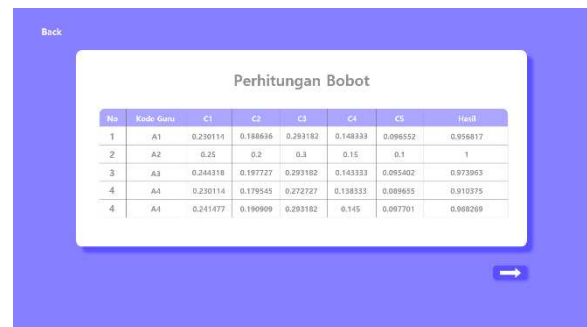 Back
Perhitungan Bobot
No Kode Guru C1 C2 C3 C4 C5 Hasil
1 A1 0.230114 0.188636 0.293182 0.148333 0.096552 0.956817
2 A2 0.25 0.2 0.3 0.15 0.1 1
3 A3 0.244318 0.197727 0.293182 0.143333 0.095402 0.973963
4 A4 0.230114 0.179545 0.272727 0.138333 0.089655 0.910375
4 A4 0.241477 0.190909 0.293182 0.145 0.097701 0.968269